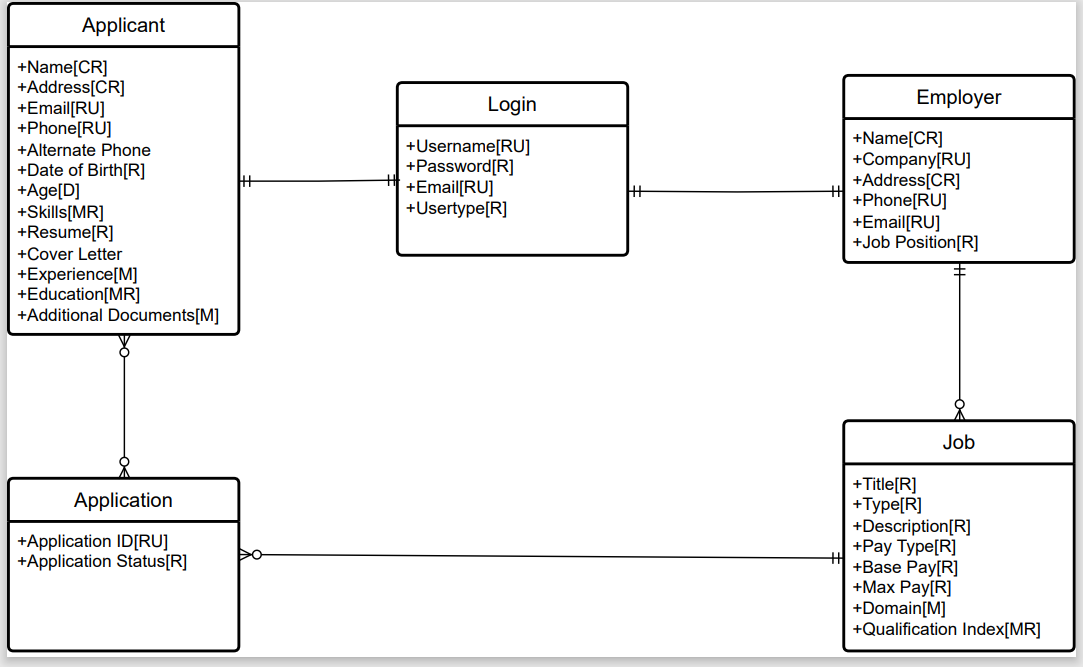 Applicant
+Name[CR]
+Address[CR]
+Email[RU]
+Phone[RU]
+Alternate Phone
+Date of Birth[R]
+Age[D]
+Skills[MR]
+Resume[R]
+Cover Letter
+Experience[M]
+Education[MR]
+Additional Documents[M]
Login
+Username[RU]
+Password[R]
+Email[RU]
+Usertype[R]
Employer
+Name[CR]
+Company[RU]
+Address[CR]
+Phone[RU]
+Email[RU]
+Job Position[R]
Application
+Application ID[RU]
+Application Status[R]
Job
+Title[R]
+Type[R]
+Description[R]
+Pay Type[R]
+Base Pay[R]
+Max Pay[R]
+Domain[M]
+Qualification Index[MR]